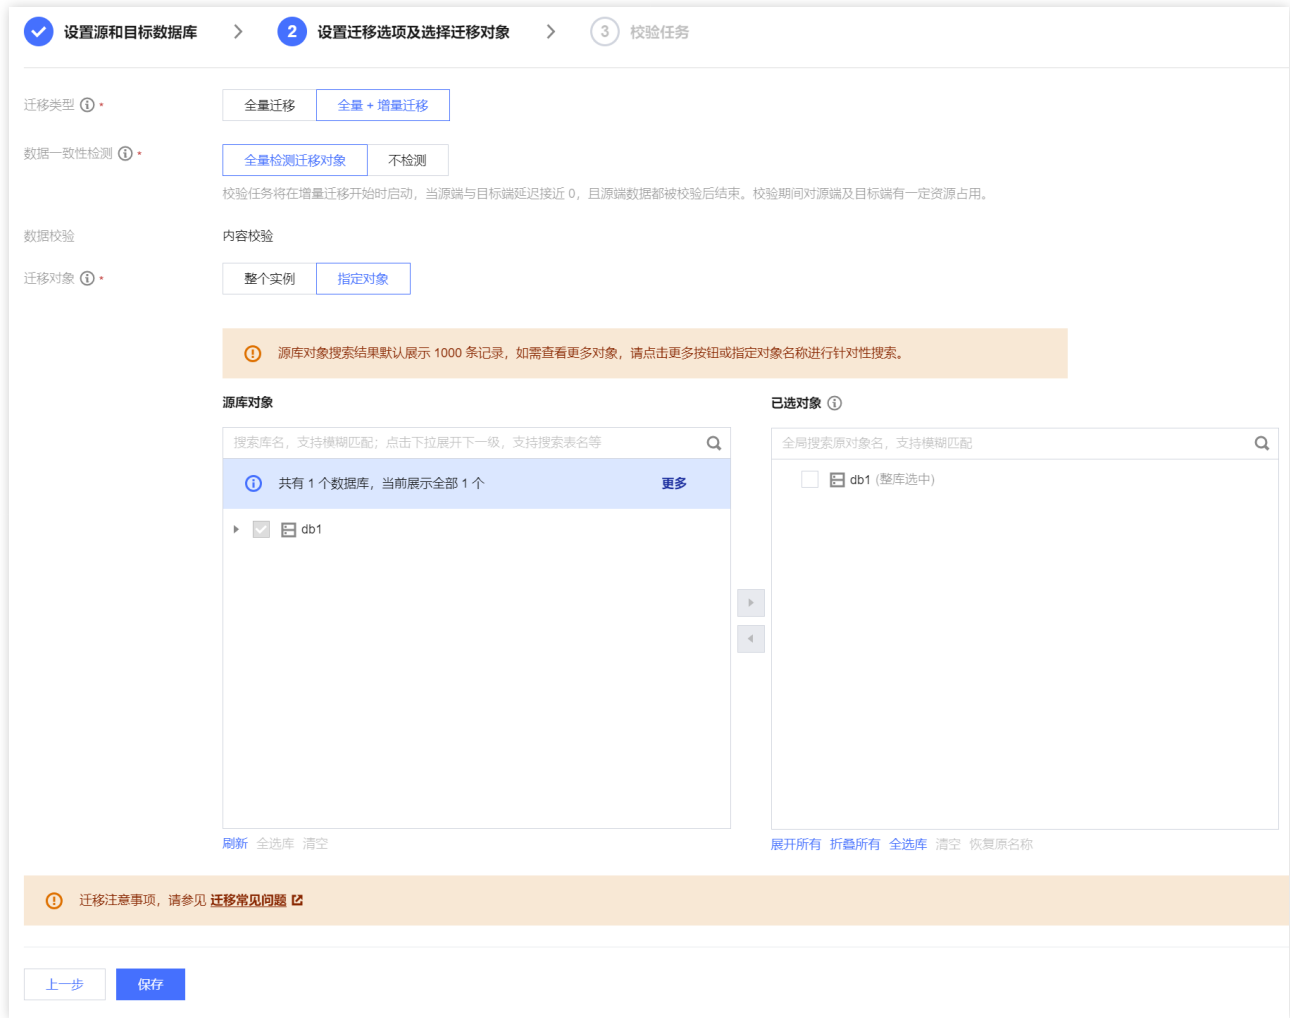 设置源和目标数据库 2 设置迁移选项及选择迁移对象 3 校验任务
迁移类型 * 全量迁移 全量 + 增量迁移
数据一致性检测 * 全量检测迁移对象 不检测
校验任务将在增量迁移开始时启动，当源端与目标端延迟接近 0，且源端数据都被校验后结束。校验期间对源端及目标端有一定资源占用。
数据校验 内容校验
迁移对象 * 整个实例 指定对象
源库对象搜索结果默认展示 1000 条记录，如需查看更多对象，请点击更多按钮或指定对象名称进行针对性搜索。
源库对象 已选对象
搜索库名，支持模糊匹配；点击下拉展开下一级，支持搜索表名等 全局搜索原对象名，支持模糊匹配
共有 1 个数据库，当前展示全部 1 个 更多 db1 (整库选中)
db1
刷新 全选库 清空 展开所有 折叠所有 全选库 清空 恢复原名称
迁移注意事项，请参见 迁移常见问题
上一步 保存